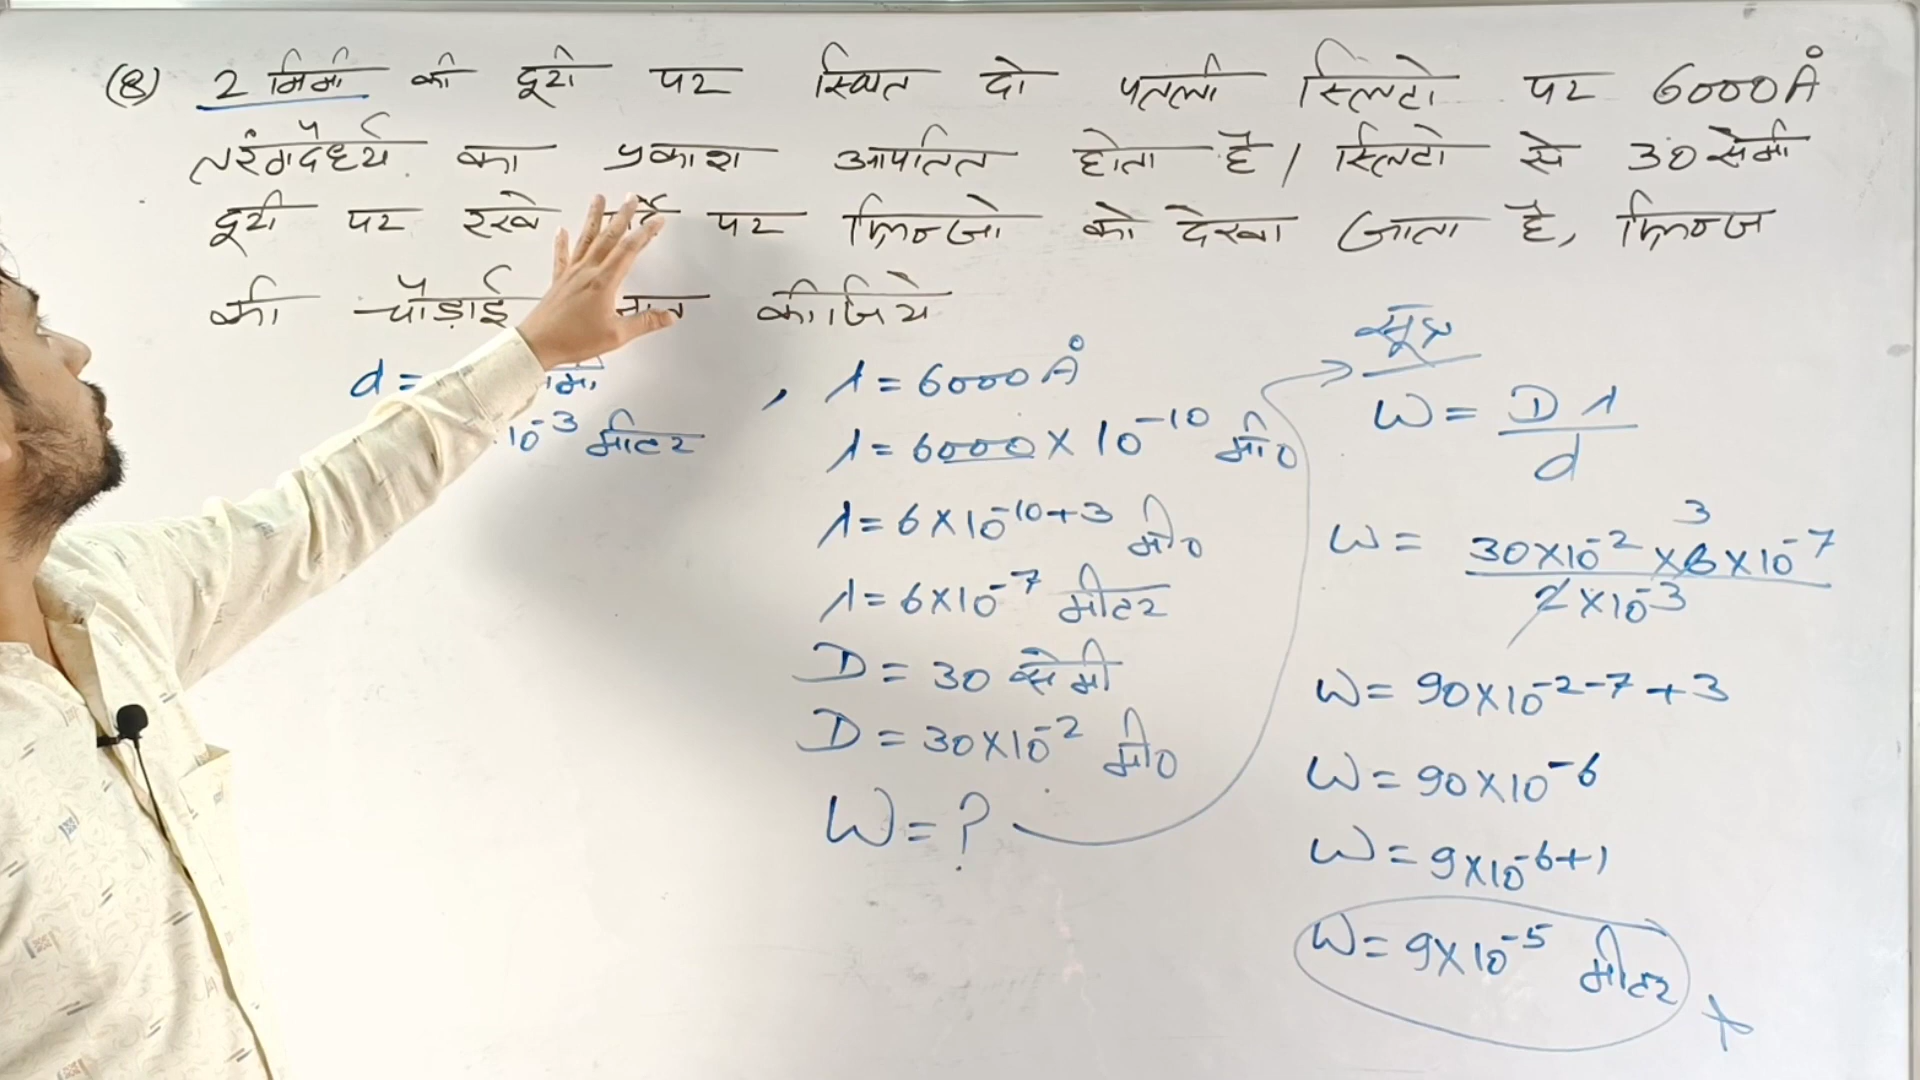 (8) 2 मिमी की दूरी पर स्थित दो पतली स्लिटो पर 6000Å
तरंगदैर्ध्य का प्रकाश आपतित होता है। स्लिटो से 30 सेमी
दूरी पर रखे पर्दे पर फ्रिन्जो को देखा जाता है, फ्रिन्ज
की चौड़ाई ज्ञात कीजिये
d = मिमी
10⁻³ मीटर
, λ = 6000 Å
λ = 6000 × 10⁻¹⁰ मी०
λ = 6 × 10⁻¹⁰⁺³ मी०
λ = 6 × 10⁻⁷ मीटर
D = 30 सेमी
D = 30 × 10⁻² मी०
W = ?
सूत्र
W = Dλ / d
W = 30 × 10⁻² × 6 3 × 10⁻⁷ / 2 × 10⁻³
W = 90 × 10⁻²⁻⁷⁺³
W = 90 × 10⁻⁶
W = 9 × 10⁻⁶⁺¹
W = 9 × 10⁻⁵ मीटर